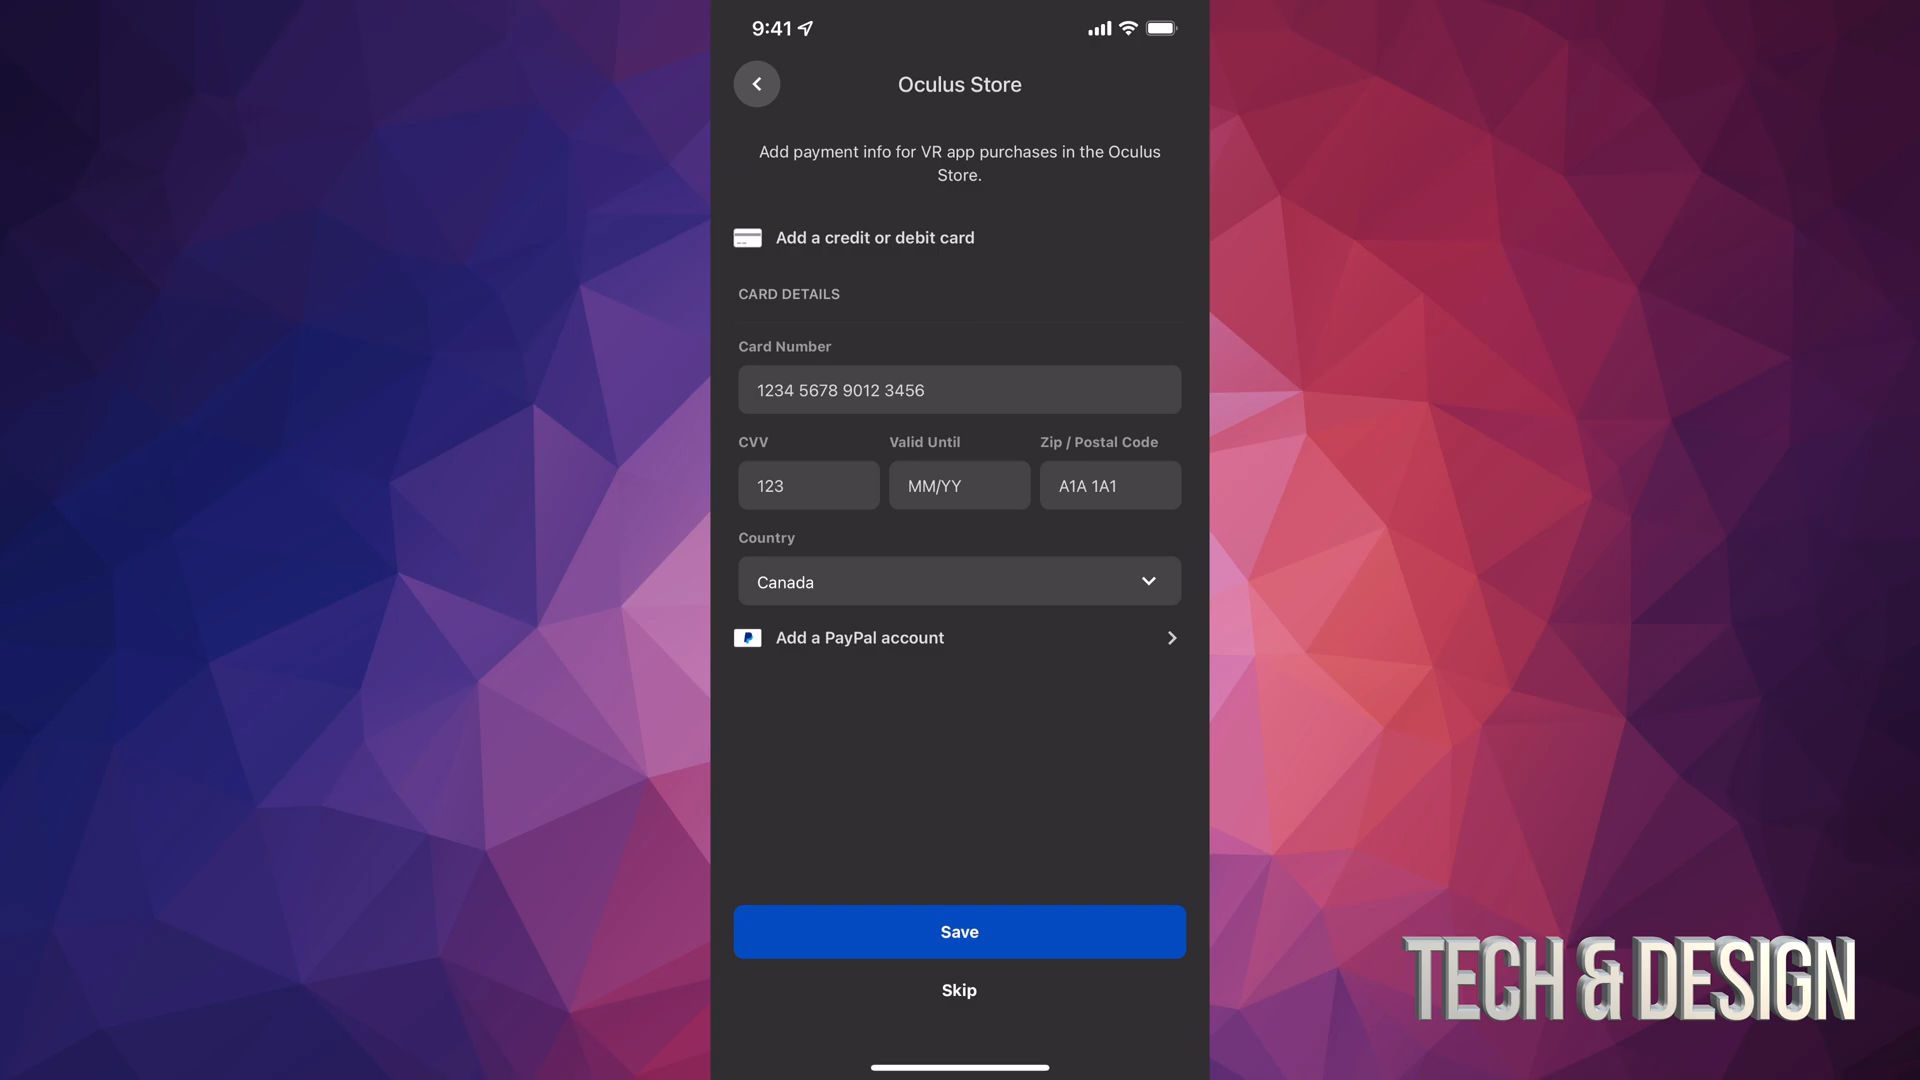 9:41
Oculus Store
Add payment info for VR app purchases in the Oculus
Store.
Add a credit or debit card
CARD DETAILS
Card Number
1234 5678 9012 3456
CVV
Valid Until
Zip / Postal Code
123
MM/YY
A1A 1A1
Country
Canada
Add a PayPal account
Save
Skip
TECH & DESIGN